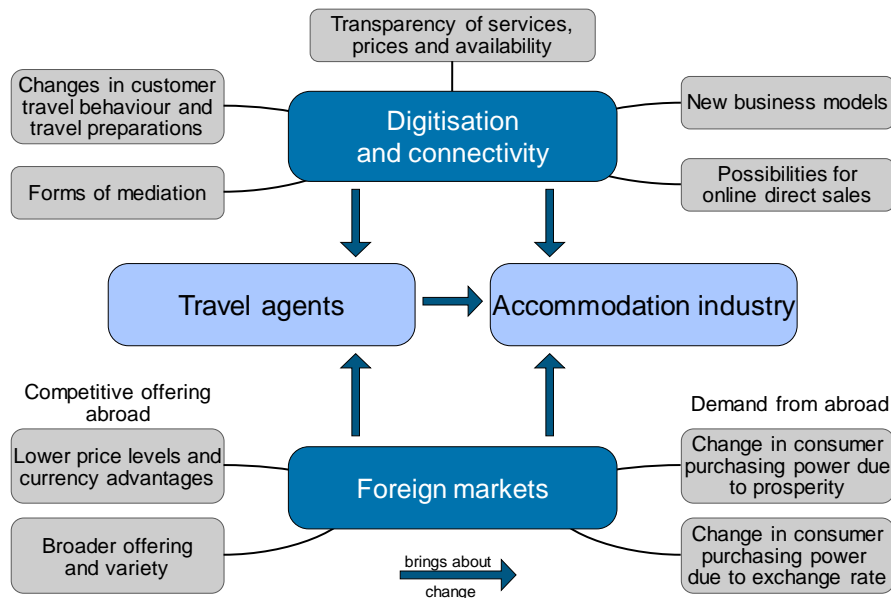 Transparency of services,
prices and availability
Changes in customer
travel behaviour and
travel preparations
Digitisation
and connectivity
New business models
Forms of mediation
Possibilities for
online direct sales
Travel agents
Accommodation industry
Competitive offering
abroad
Demand from abroad
Lower price levels and
currency advantages
Foreign markets
Change in consumer
purchasing power due
to prosperity
Broader offering
and variety
Change in consumer
purchasing power
due to exchange rate
brings about
change